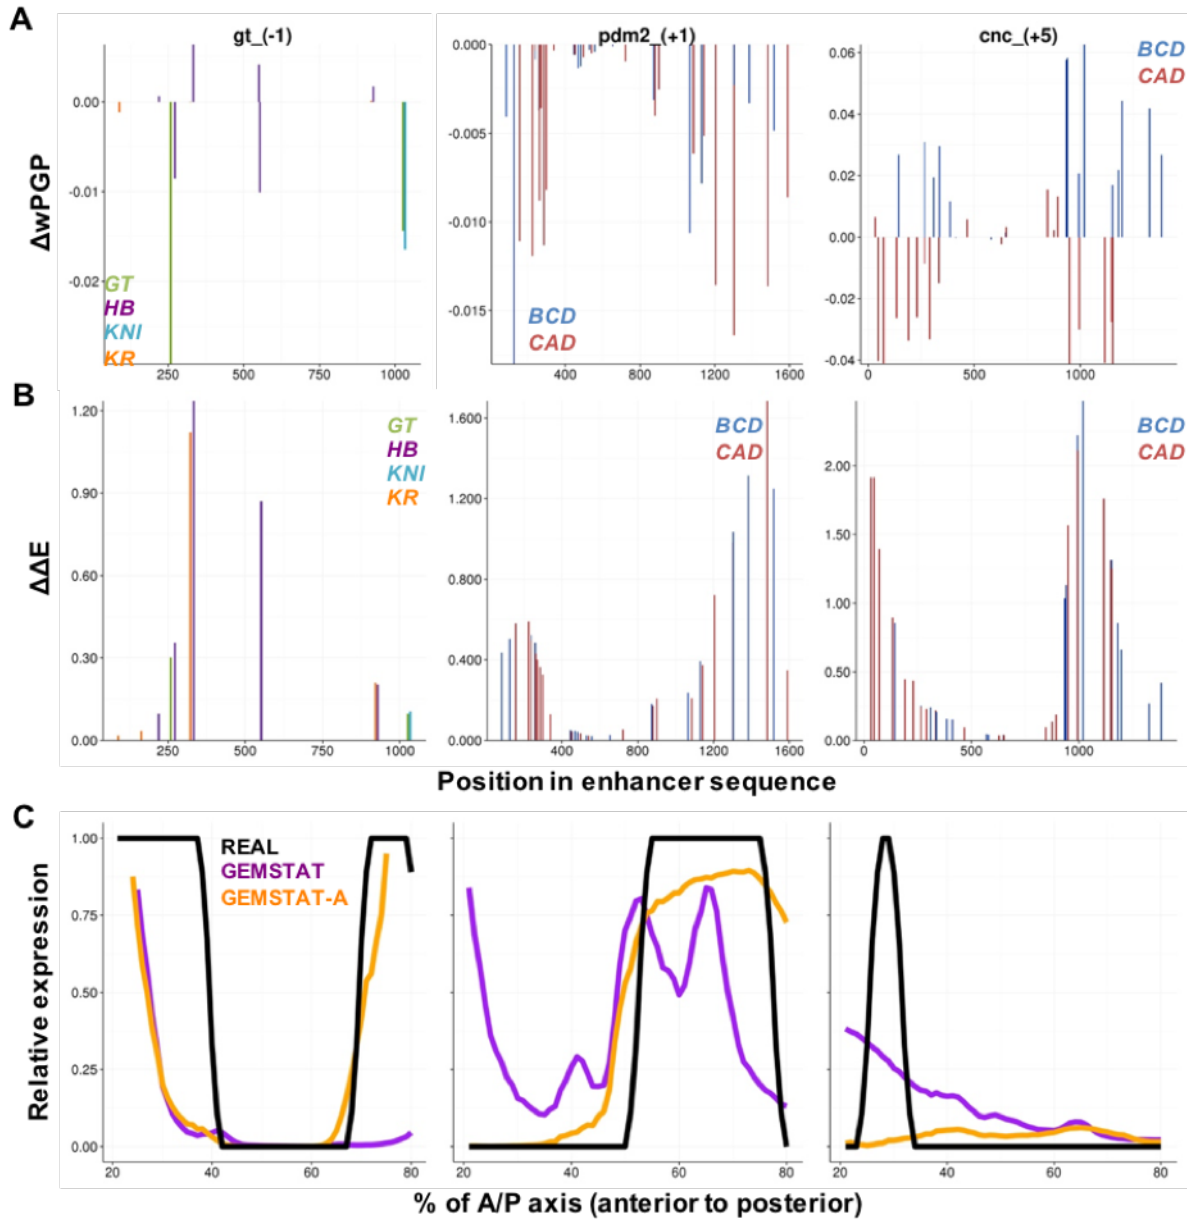 A
gt_(-1)
pdm2_(+1)
cnc_(+5)
ΔwPGP
0.00
-0.01
-0.02
GT
HB
KNI
KR
250
500
750
1000
0.000
-0.005
-0.010
-0.015
BCD
CAD
400
800
1200
1600
0.06
0.04
0.02
0.00
-0.02
-0.04
BCD
CAD
0
500
1000
B
ΔΔE
1.20
0.90
0.60
0.30
0.00
GT
HB
KNI
KR
250
500
750
1000
1.600
1.200
0.800
0.400
0.000
BCD
CAD
400
800
1200
1600
2.00
1.50
1.00
0.50
0.00
BCD
CAD
0
500
1000
Position in enhancer sequence
C
Relative expression
1.00
0.75
0.50
0.25
0.00
REAL
GEMSTAT
GEMSTAT-A
20
40
60
80
20
40
60
80
20
40
60
80
% of A/P axis (anterior to posterior)